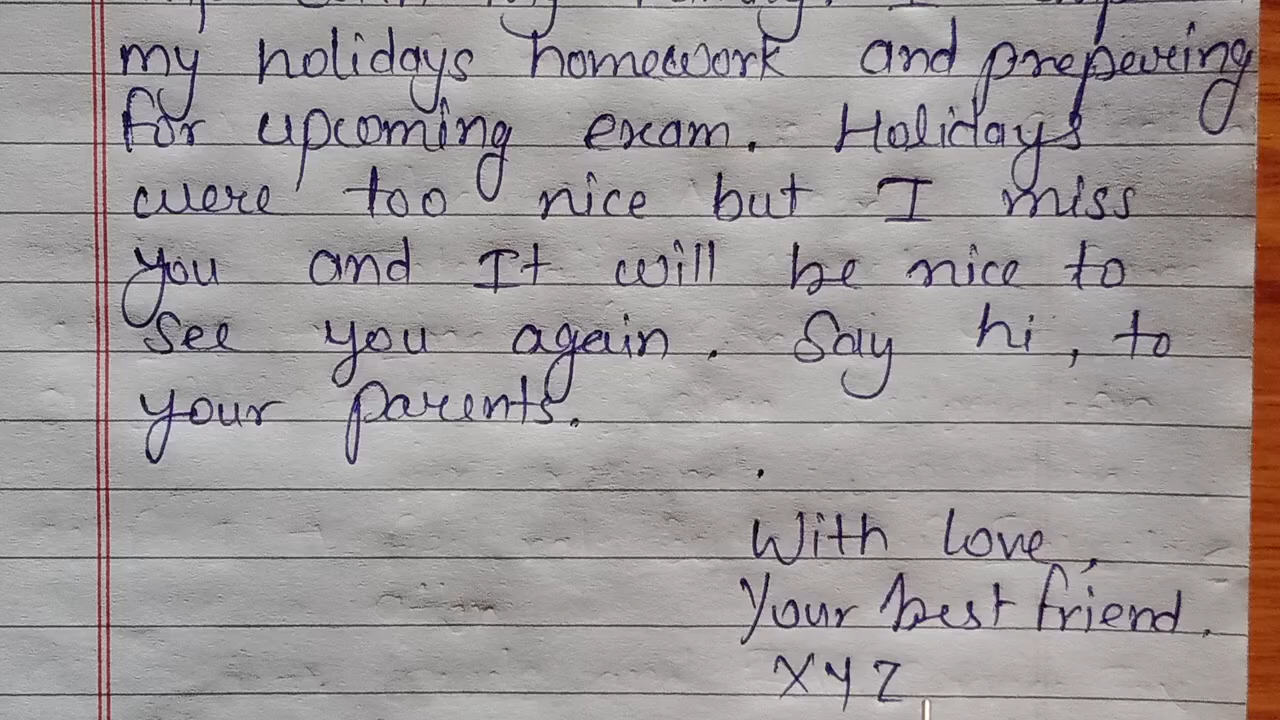 my holidays homework and prepering
for upcoming exam. Holidays
were too nice but I miss
you and It will be nice to
see you again. Say hi, to
your parents.
With love,
Your best friend.
XYZ